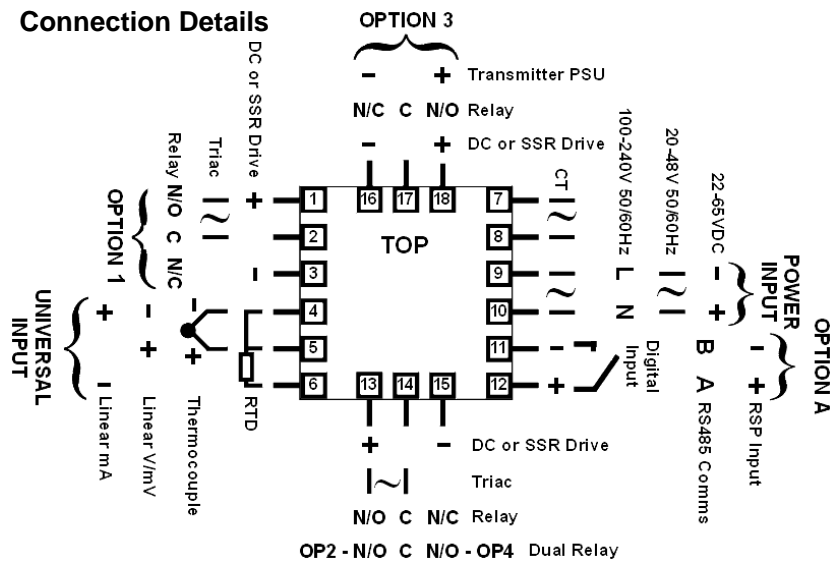 Connection Details
OPTION 3
- + Transmitter PSU
N/C C N/O Relay
- + DC or SSR Drive
DC or SSR Drive
+
-
Triac
~
Relay N/O C N/C
OPTION 1
UNIVERSAL INPUT
+ - Linear mA
- + Linear V/mV
- + Thermocouple
RTD
1
2
3
4
5
6
16 17 18
TOP
7
8
9
10
11
12
13 14 15
CT
~
~
100-240V 50/60Hz
L
N
20-48V 50/60Hz
~
22-65VDC
-
+
POWER INPUT
- + Digital Input
B A RS485 Comms
- + RSP Input
OPTION A
+ - DC or SSR Drive
~ Triac
N/O C N/C Relay
OP2 - N/O C N/O - OP4 Dual Relay